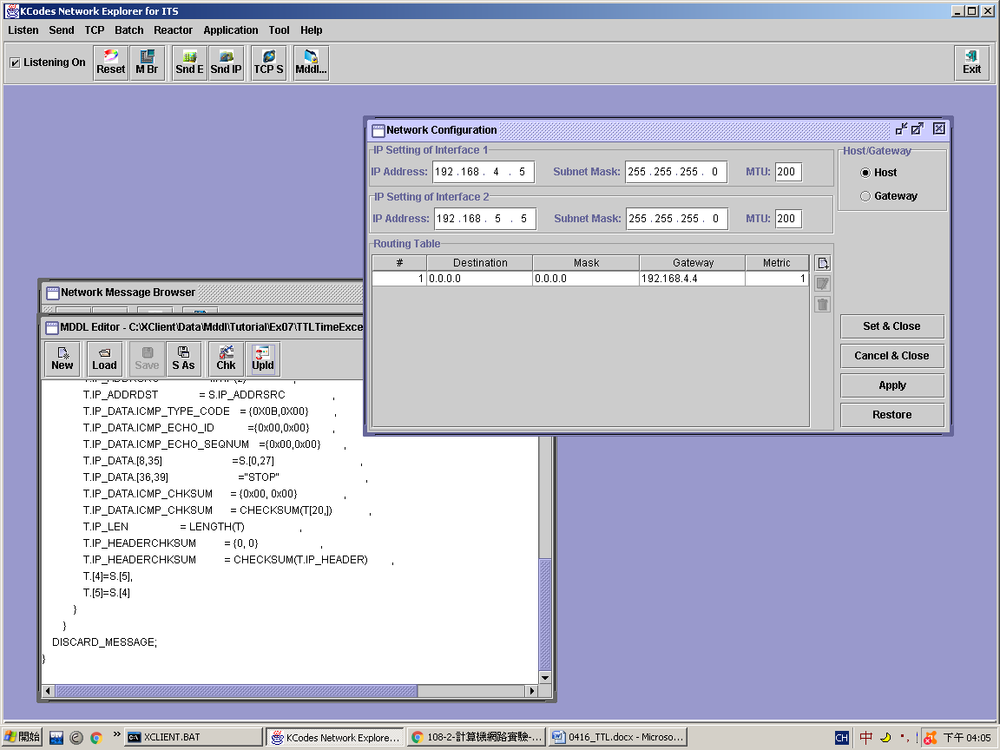 KCodes Network Explorer for ITS
Listen Send TCP Batch Reactor Application Tool Help
Listening On Reset M Br Snd E Snd IP TCP S Mddl... Exit
Network Configuration
IP Setting of Interface 1
IP Address: 192 . 168 . 4 . 5 Subnet Mask: 255 . 255 . 255 . 0 MTU: 200
IP Setting of Interface 2
IP Address: 192 . 168 . 5 . 5 Subnet Mask: 255 . 255 . 255 . 0 MTU: 200
Host/Gateway
Host
Gateway
Routing Table
# Destination Mask Gateway Metric
1 0.0.0.0 0.0.0.0 192.168.4.4 1
Set & Close
Cancel & Close
Apply
Restore
Network Message Browser
MDDL Editor - C:\XClient\Data\Mddl\Tutorial\Ex07\TTLTimeExce
New Load Save S As Chk Upld
T.IP_ADDRDST = S.IP_ADDRSRC ,
T.IP_DATA.ICMP_TYPE_CODE = {0X0B,0X00} ,
T.IP_DATA.ICMP_ECHO_ID ={0x00,0x00} ,
T.IP_DATA.ICMP_ECHO_SEQNUM ={0x00,0x00} ,
T.IP_DATA.[8,35] =S.[0,27] ,
T.IP_DATA.[36,39] ="STOP" ,
T.IP_DATA.ICMP_CHKSUM = {0x00, 0x00} ,
T.IP_DATA.ICMP_CHKSUM = CHECKSUM(T[20,]) ,
T.IP_LEN = LENGTH(T) ,
T.IP_HEADERCHKSUM = {0, 0} ,
T.IP_HEADERCHKSUM = CHECKSUM(T.IP_HEADER) ,
T.[4]=S.[5],
T.[5]=S.[4]
}
}
DISCARD_MESSAGE;
}
開始 XCLIENT.BAT KCodes Network Explore... 108-2-計算機網路實驗-... 0416_TTL.docx - Microso... CH 中 下午 04:05